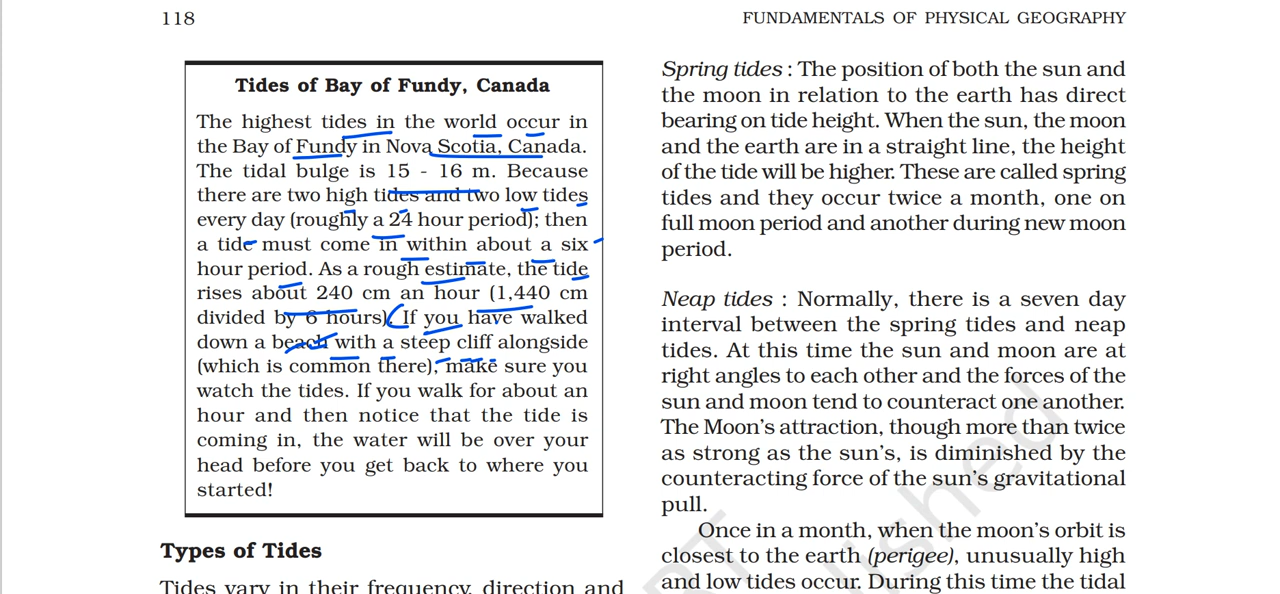 118
FUNDAMENTALS OF PHYSICAL GEOGRAPHY
Tides of Bay of Fundy, Canada
The highest tides in the world occur in
the Bay of Fundy in Nova Scotia, Canada.
The tidal bulge is 15 - 16 m. Because
there are two high tides and two low tides
every day (roughly a 24 hour period); then
a tide must come in within about a six
hour period. As a rough estimate, the tide
rises about 240 cm an hour (1,440 cm
divided by 6 hours). If you have walked
down a beach with a steep cliff alongside
(which is common there), make sure you
watch the tides. If you walk for about an
hour and then notice that the tide is
coming in, the water will be over your
head before you get back to where you
started!
Types of Tides
Tides vary in their frequency, direction and
Spring tides : The position of both the sun and
the moon in relation to the earth has direct
bearing on tide height. When the sun, the moon
and the earth are in a straight line, the height
of the tide will be higher. These are called spring
tides and they occur twice a month, one on
full moon period and another during new moon
period.
Neap tides : Normally, there is a seven day
interval between the spring tides and neap
tides. At this time the sun and moon are at
right angles to each other and the forces of the
sun and moon tend to counteract one another.
The Moon's attraction, though more than twice
as strong as the sun's, is diminished by the
counteracting force of the sun's gravitational
pull.
Once in a month, when the moon's orbit is
closest to the earth (perigee), unusually high
and low tides occur. During this time the tidal